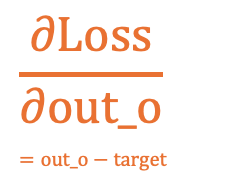 ∂Loss
∂out_o
= out_o − target